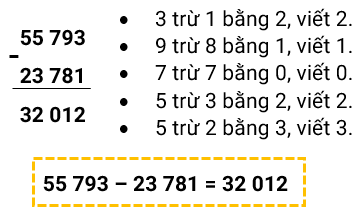 55 793
-
23 781
32 012
• 3 trừ 1 bằng 2, viết 2.
• 9 trừ 8 bằng 1, viết 1.
• 7 trừ 7 bằng 0, viết 0.
• 5 trừ 3 bằng 2, viết 2.
• 5 trừ 2 bằng 3, viết 3.
55 793 – 23 781 = 32 012